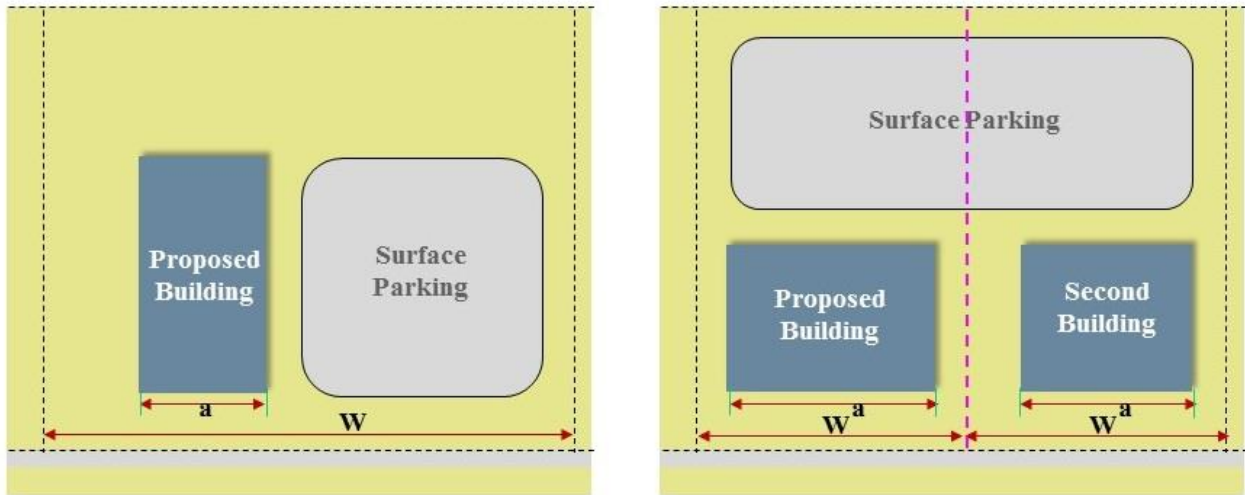 Proposed
Building
Surface
Parking
a
W
Surface Parking
Proposed
Building
Second
Building
a
a
W
W